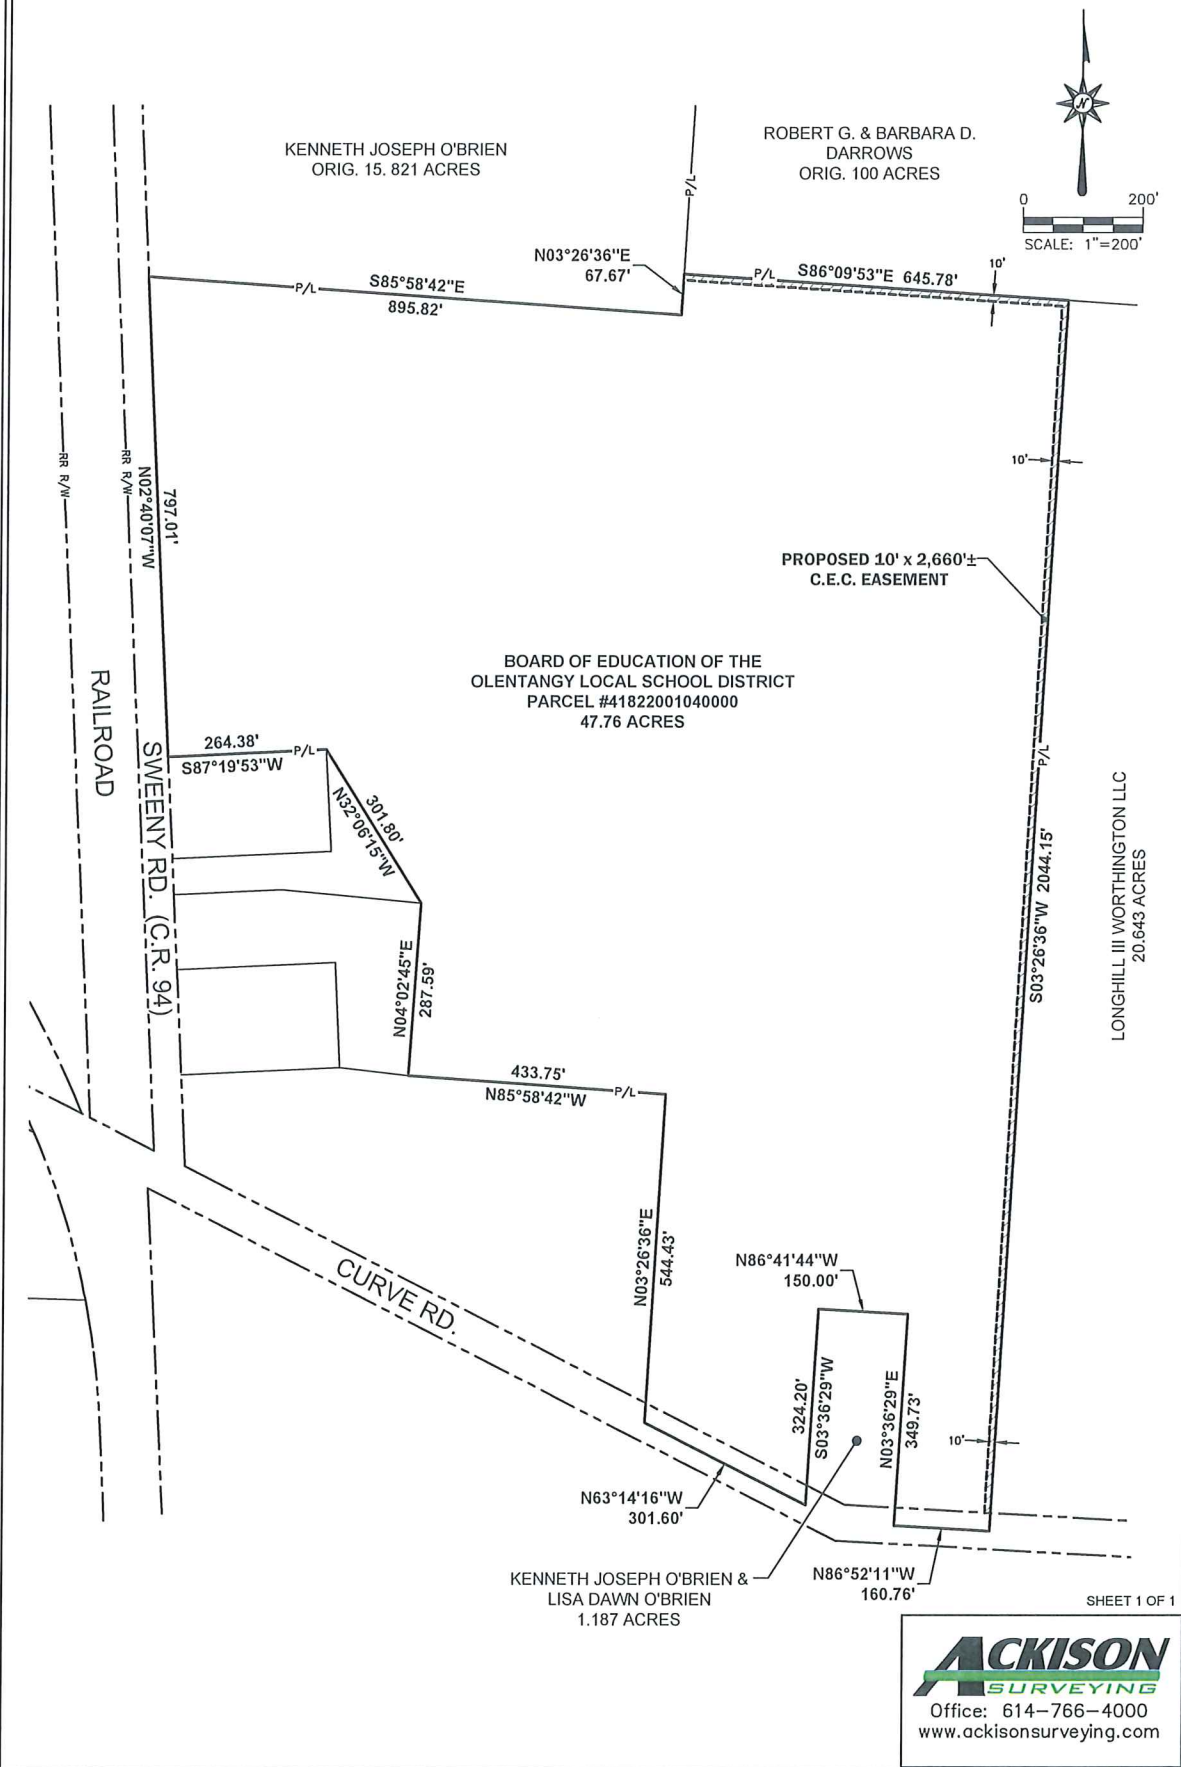 N
0 200'
SCALE: 1"=200'
KENNETH JOSEPH O'BRIEN
ORIG. 15. 821 ACRES
ROBERT G. & BARBARA D.
DARROWS
ORIG. 100 ACRES
P/L
N03°26'36"E
67.67'
P/L
S85°58'42"E
895.82'
P/L
S86°09'53"E 645.78'
10'
10'
RR R/W
RR R/W
797.01'
N02°40'07"W
PROPOSED 10' x 2,660'±
C.E.C. EASEMENT
BOARD OF EDUCATION OF THE
OLENTANGY LOCAL SCHOOL DISTRICT
PARCEL #41822001040000
47.76 ACRES
RAILROAD
SWEENY RD. (C.R. 94)
264.38'
P/L
S87°19'53"W
301.80'
N32°06'15"W
P/L
S03°26'36"W 2044.15'
LONGHILL III WORTHINGTON LLC
20.643 ACRES
N04°02'45"E
287.59'
433.75'
P/L
N85°58'42"W
N03°26'36"E
544.43'
CURVE RD.
N86°41'44"W
150.00'
324.20'
S03°36'29"W
N03°36'29"E
349.73'
10'
N63°14'16"W
301.60'
KENNETH JOSEPH O'BRIEN &
LISA DAWN O'BRIEN
1.187 ACRES
N86°52'11"W
160.76'
SHEET 1 OF 1
ACKISON
SURVEYING
Office: 614-766-4000
www.ackisonsurveying.com